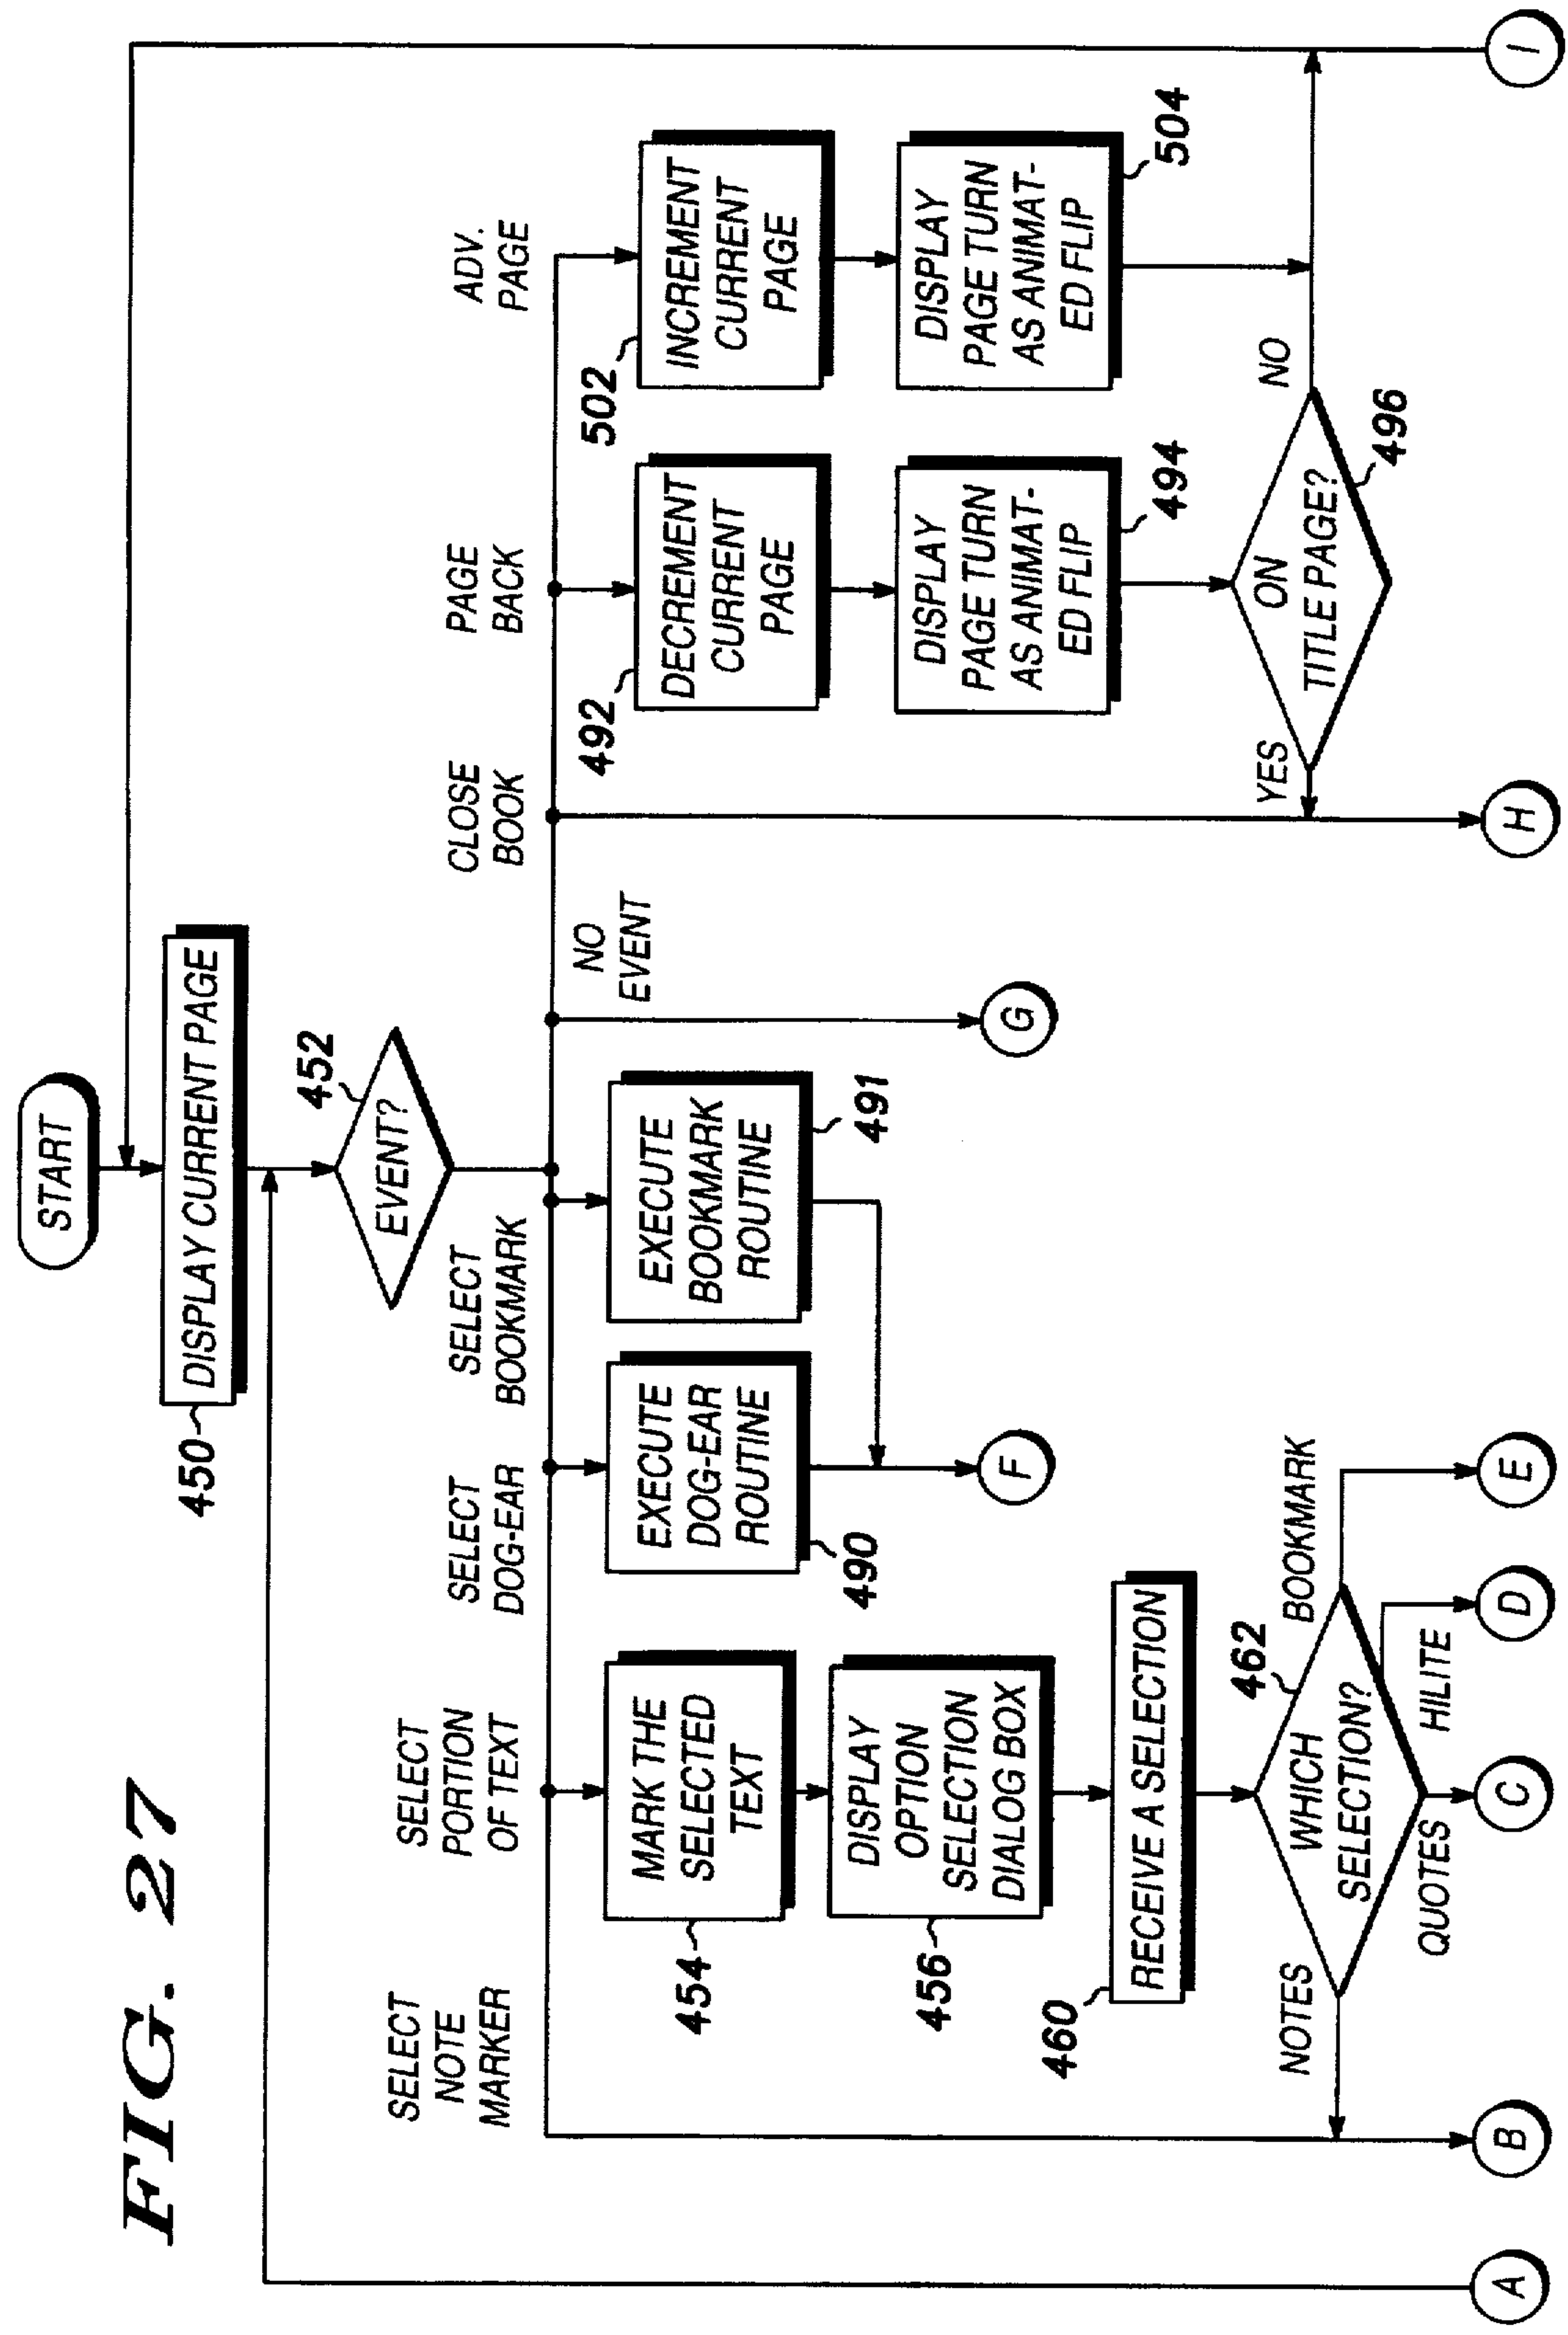 FIG. 27
START
450
DISPLAY CURRENT PAGE
EVENT?
452
SELECT
NOTE
MARKER
SELECT
PORTION
OF TEXT
SELECT
DOG-EAR
SELECT
BOOKMARK
NO
EVENT
CLOSE
BOOK
PAGE
BACK
ADV.
PAGE
454
MARK THE
SELECTED
TEXT
456
DISPLAY
OPTION
SELECTION
DIALOG BOX
460
RECEIVE A SELECTION
462
WHICH
SELECTION?
NOTES
QUOTES
HILITE
BOOKMARK
EXECUTE
DOG-EAR
ROUTINE
490
EXECUTE
BOOKMARK
ROUTINE
491
492
DECREMENT
CURRENT
PAGE
DISPLAY
PAGE TURN
AS ANIMAT-
ED FLIP
494
ON
TITLE PAGE?
496
YES
NO
502
INCREMENT
CURRENT
PAGE
DISPLAY
PAGE TURN
AS ANIMAT-
ED FLIP
504
F
G
A
B
C
D
E
H
I